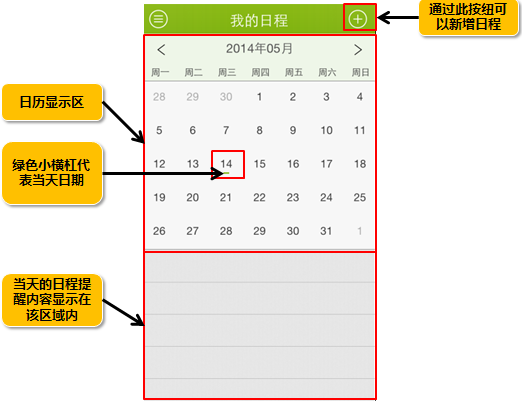 我的日程
通过此按纽可
以新增日程
2014年05月
周一 周二 周三 周四 周五 周六 周日
28 29 30 1 2 3 4
5 6 7 8 9 10 11
12 13 14 15 16 17 18
19 20 21 22 23 24 25
26 27 28 29 30 31 1
日历显示区
绿色小横杠代
表当天日期
当天的日程提
醒内容显示在
该区域内